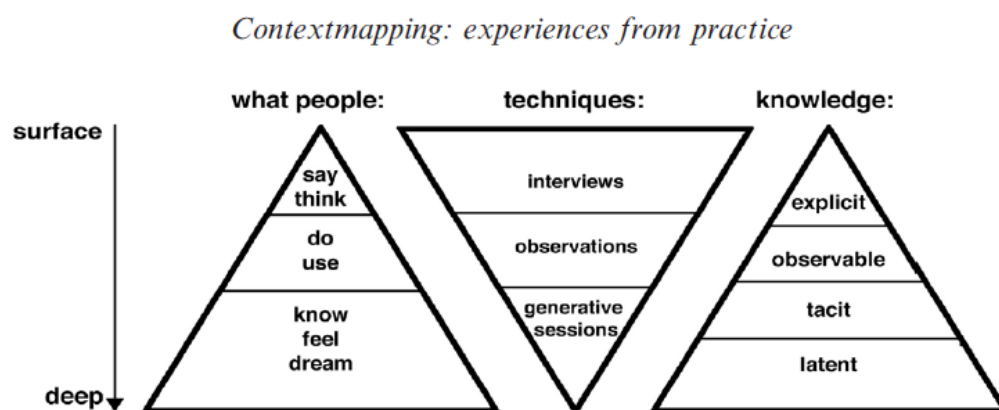 Contextmapping: experiences from practice
what people:
techniques:
knowledge:
surface
say
think
do
use
know
feel
dream
deep
interviews
observations
generative
sessions
explicit
observable
tacit
latent